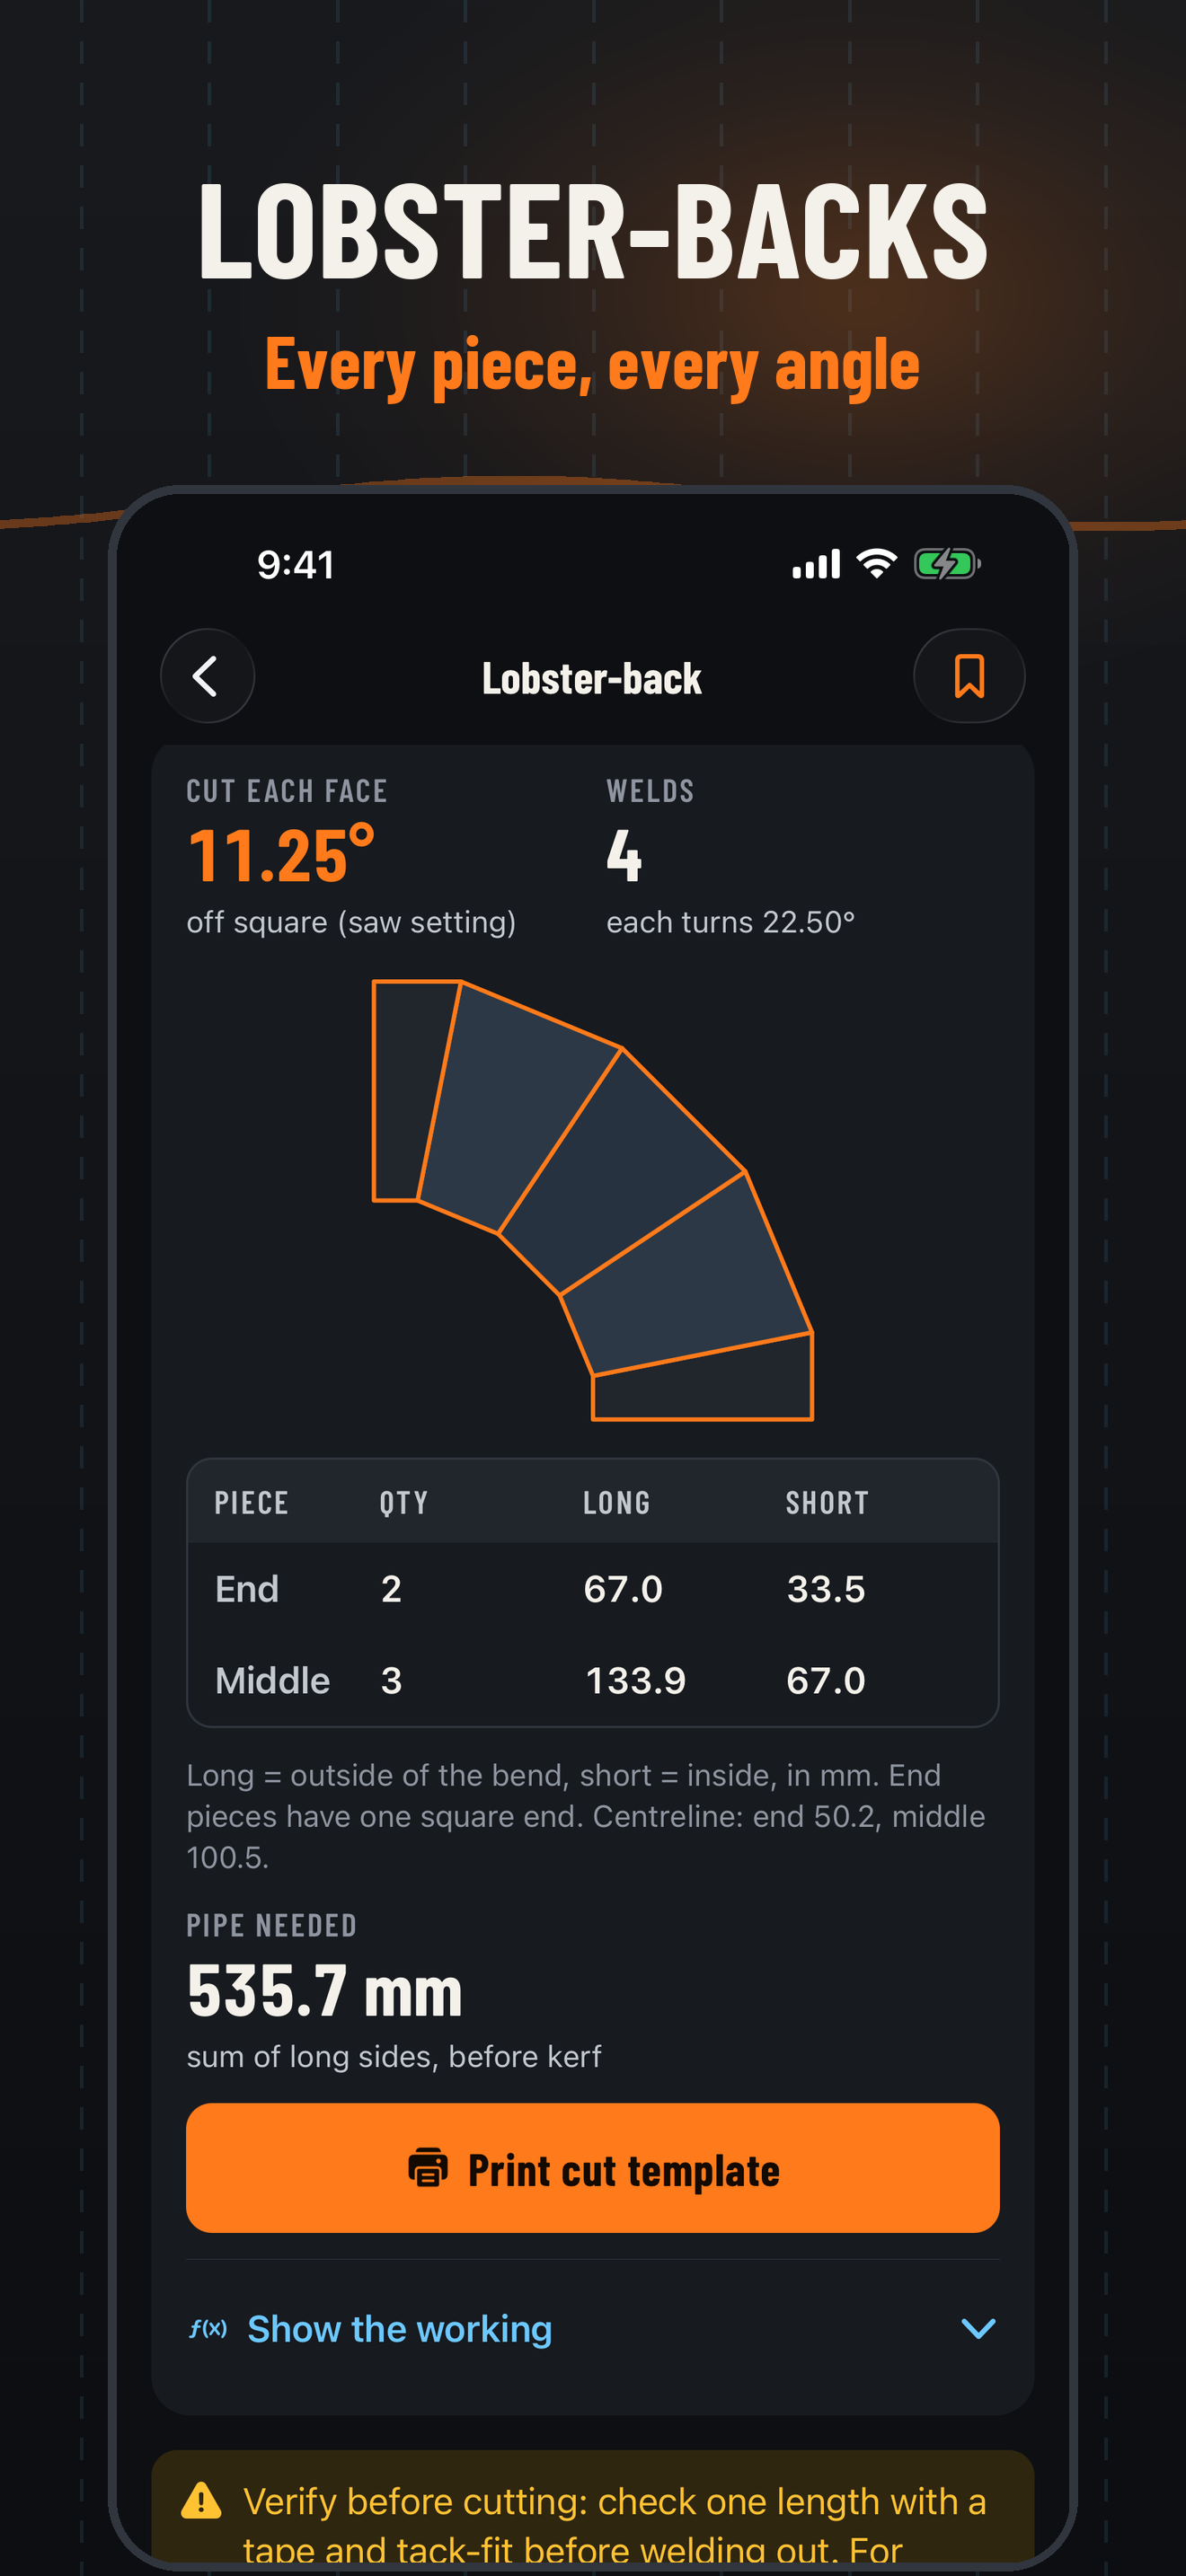 LOBSTER-BACKS
Every piece, every angle
9:41
Lobster-back
CUT EACH FACE
11.25°
off square (saw setting)
WELDS
4
each turns 22.50°
PIECE QTY LONG SHORT
End 2 67.0 33.5
Middle 3 133.9 67.0
Long = outside of the bend, short = inside, in mm. End
pieces have one square end. Centreline: end 50.2, middle
100.5.
PIPE NEEDED
535.7 mm
sum of long sides, before kerf
Print cut template
f(x) Show the working
Verify before cutting: check one length with a
tape and tack-fit before welding out. For